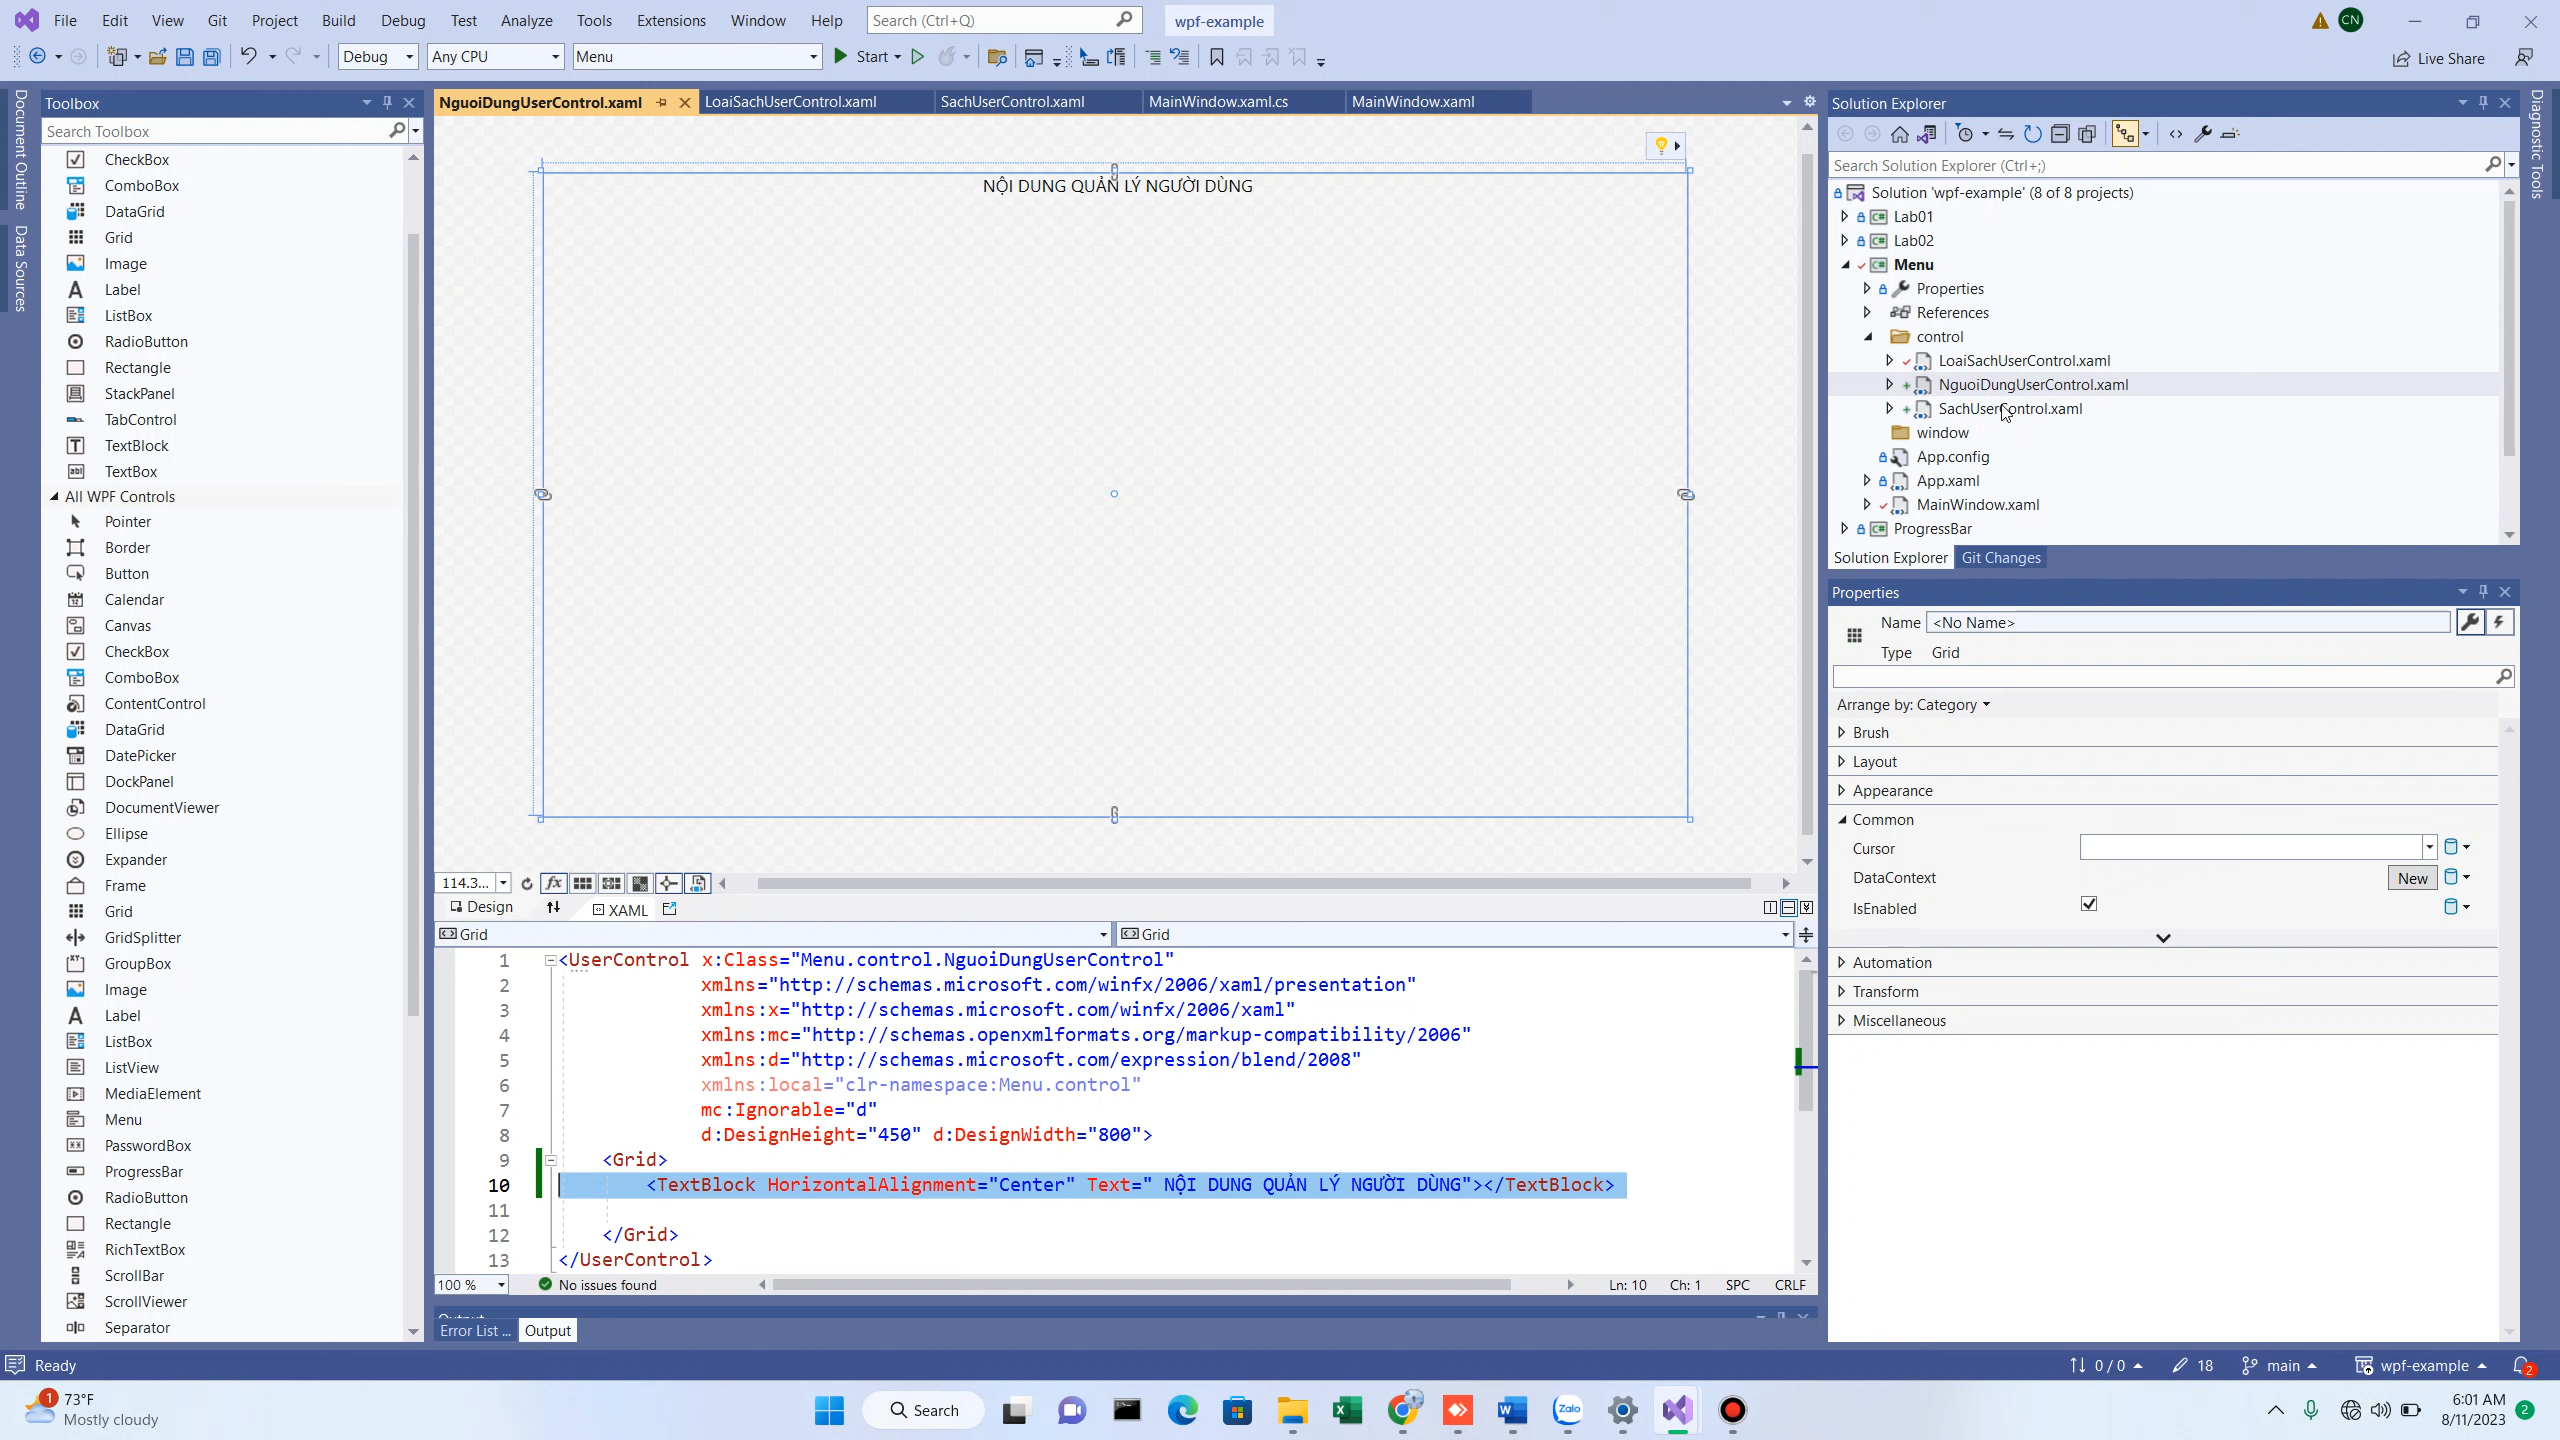 File Edit View Git Project Build Debug Test Analyze Tools Extensions Window Help Search (Ctrl+Q) wpf-example CN
Debug Any CPU Menu Start Live Share
Document Outline
Data Sources
Toolbox
Search Toolbox
CheckBox
ComboBox
DataGrid
Grid
Image
Label
ListBox
RadioButton
Rectangle
StackPanel
TabControl
TextBlock
TextBox
All WPF Controls
Pointer
Border
Button
Calendar
Canvas
CheckBox
ComboBox
ContentControl
DataGrid
DatePicker
DockPanel
DocumentViewer
Ellipse
Expander
Frame
Grid
GridSplitter
GroupBox
Image
Label
ListBox
ListView
MediaElement
Menu
PasswordBox
ProgressBar
RadioButton
Rectangle
RichTextBox
ScrollBar
ScrollViewer
Separator
NguoiDungUserControl.xaml LoaiSachUserControl.xaml SachUserControl.xaml MainWindow.xaml.cs MainWindow.xaml
NỘI DUNG QUẢN LÝ NGƯỜI DÙNG
114.3...
Design XAML
Grid Grid
1 <UserControl x:Class="Menu.control.NguoiDungUserControl"
2 xmlns="http://schemas.microsoft.com/winfx/2006/xaml/presentation"
3 xmlns:x="http://schemas.microsoft.com/winfx/2006/xaml"
4 xmlns:mc="http://schemas.openxmlformats.org/markup-compatibility/2006"
5 xmlns:d="http://schemas.microsoft.com/expression/blend/2008"
6 xmlns:local="clr-namespace:Menu.control"
7 mc:Ignorable="d"
8 d:DesignHeight="450" d:DesignWidth="800">
9 <Grid>
10 <TextBlock HorizontalAlignment="Center" Text=" NỘI DUNG QUẢN LÝ NGƯỜI DÙNG"></TextBlock>
11
12 </Grid>
13 </UserControl>
100 % No issues found Ln: 10 Ch: 1 SPC CRLF
Output
Error List ... Output
Solution Explorer
Search Solution Explorer (Ctrl+;)
Solution 'wpf-example' (8 of 8 projects)
Lab01
Lab02
Menu
Properties
References
control
LoaiSachUserControl.xaml
NguoiDungUserControl.xaml
SachUserControl.xaml
window
App.config
App.xaml
MainWindow.xaml
ProgressBar
Solution Explorer Git Changes
Properties
Name <No Name>
Type Grid
Arrange by: Category
Brush
Layout
Appearance
Common
Cursor
DataContext New
IsEnabled
Automation
Transform
Miscellaneous
Diagnostic Tools
Ready 0 / 0 18 main wpf-example 2
1 73°F
Mostly cloudy
Search
Zalo
6:01 AM
8/11/2023
2